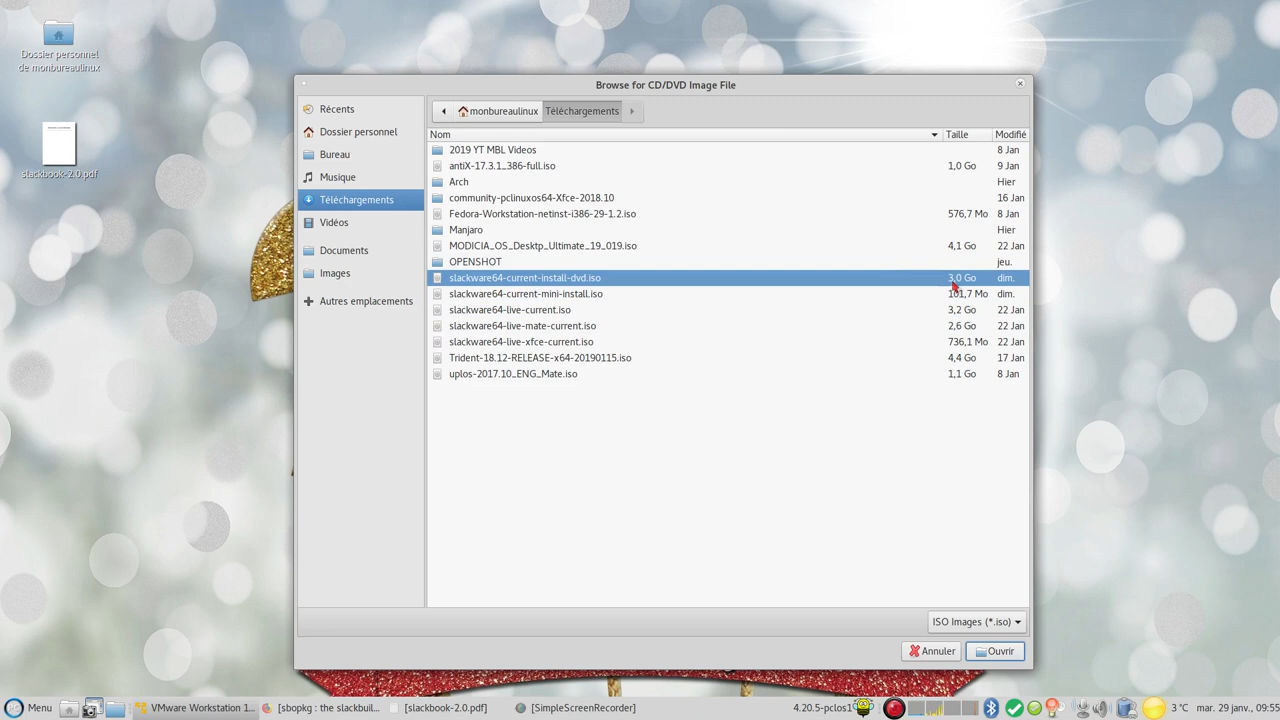 Dossier personnel
de monbureaulinux
slackbook-2.0.pdf
Browse for CD/DVD Image File
Récents
Dossier personnel
Bureau
Musique
Téléchargements
Vidéos
Documents
Images
Autres emplacements
monbureaulinux Téléchargements
Nom Taille Modifié
2019 YT MBL Videos 8 Jan
antiX-17.3.1_386-full.iso 1,0 Go 9 Jan
Arch Hier
community-pclinuxos64-Xfce-2018.10 16 Jan
Fedora-Workstation-netinst-i386-29-1.2.iso 576,7 Mo 8 Jan
Manjaro Hier
MODICIA_OS_Desktp_Ultimate_19_019.iso 4,1 Go 22 Jan
OPENSHOT jeu.
slackware64-current-install-dvd.iso 3,0 Go dim.
slackware64-current-mini-install.iso 101,7 Mo dim.
slackware64-live-current.iso 3,2 Go 22 Jan
slackware64-live-mate-current.iso 2,6 Go 22 Jan
slackware64-live-xfce-current.iso 736,1 Mo 22 Jan
Trident-18.12-RELEASE-x64-20190115.iso 4,4 Go 17 Jan
uplos-2017.10_ENG_Mate.iso 1,1 Go 8 Jan
ISO Images (*.iso)
Annuler Ouvrir
Menu VMware Workstation 1... [sbopkg : the slackbuil... [slackbook-2.0.pdf] [SimpleScreenRecorder] 4.20.5-pclos1 3 °C mar. 29 janv., 09:55